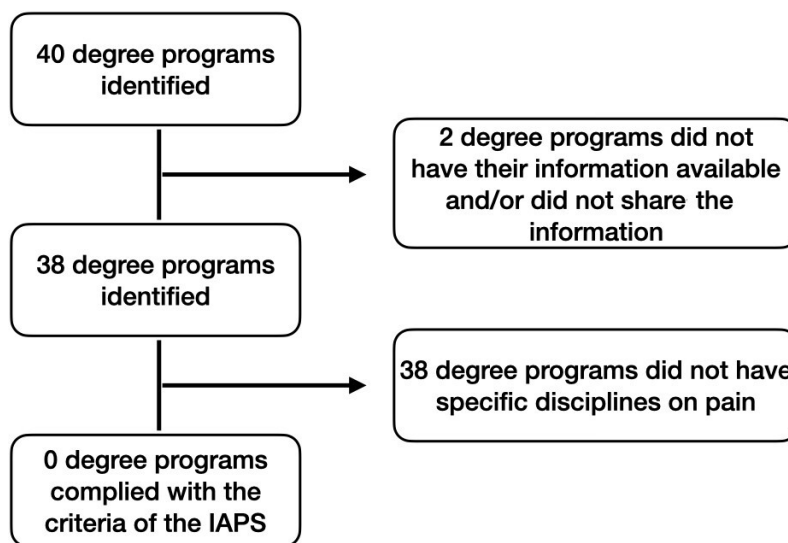 40 degree programs
identified
2 degree programs did not
have their information available
and/or did not share the
information
38 degree programs
identified
38 degree programs did not have
specific disciplines on pain
0 degree programs
complied with the
criteria of the IAPS